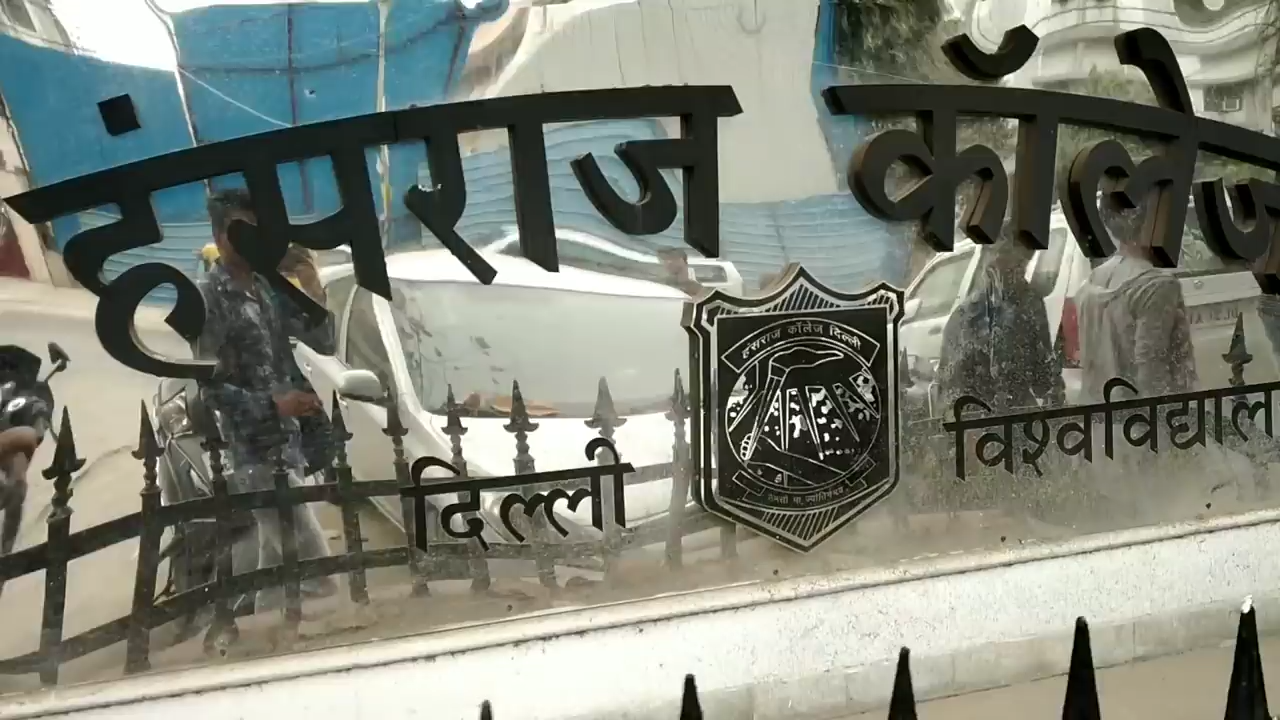 हंसराज कॉलेज
हंसराज कॉलेज दिल्ली
दिल्ली विश्वविद्याल